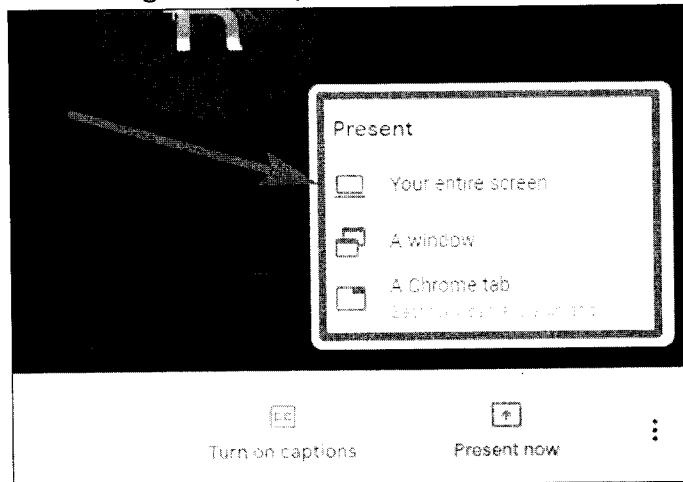 Present
Your entire screen
A window
A Chrome tab
Turn on captions
Present now